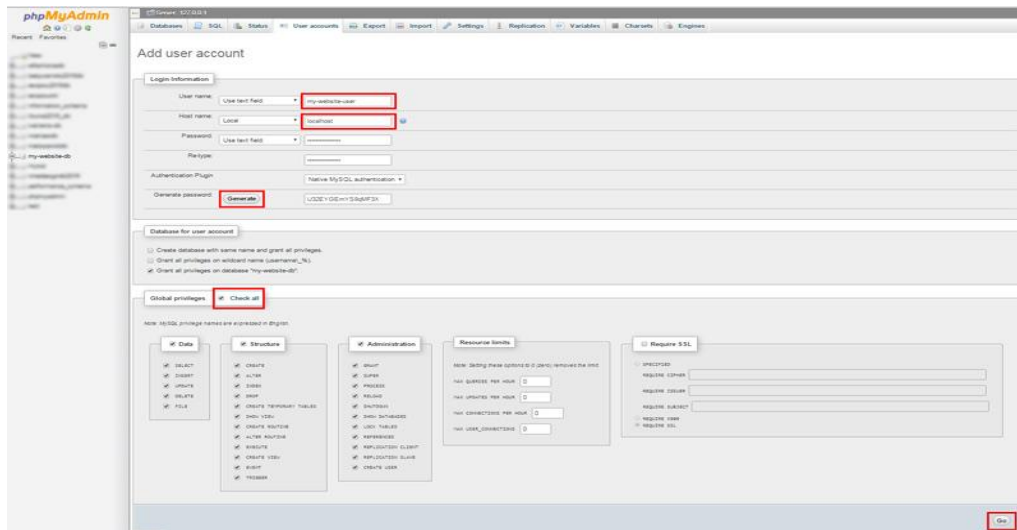 phpMyAdmin
Recent Favorites
my-website-db
Server: 127.0.0.1
Databases SQL Status User accounts Export Import Settings Replication Variables Charsets Engines
Add user account
Login Information
User name: Use text field my-website-user
Host name: Local localhost
Password: Use text field
Re-type:
Authentication Plugin Native MySQL authentication
Generate password: Generate
Database for user account
Create database with same name and grant all privileges.
Grant all privileges on wildcard name (username\_%).
Grant all privileges on database "my-website-db".
Global privileges Check all
Note: MySQL privilege names are expressed in English.
Data
SELECT
INSERT
UPDATE
DELETE
FILE
Structure
CREATE
ALTER
INDEX
DROP
CREATE TEMPORARY TABLES
SHOW VIEW
CREATE ROUTINE
ALTER ROUTINE
EXECUTE
CREATE VIEW
EVENT
TRIGGER
Administration
GRANT
SUPER
PROCESS
RELOAD
SHUTDOWN
SHOW DATABASES
LOCK TABLES
REFERENCES
REPLICATION CLIENT
REPLICATION SLAVE
CREATE USER
Resource limits
Note: Setting these options to 0 (zero) removes the limit.
MAX QUERIES PER HOUR 0
MAX UPDATES PER HOUR 0
MAX CONNECTIONS PER HOUR 0
MAX USER_CONNECTIONS 0
Require SSL
SPECIFIED
REQUIRE CIPHER
REQUIRE ISSUER
REQUIRE SUBJECT
REQUIRE X509
REQUIRE SSL
Go